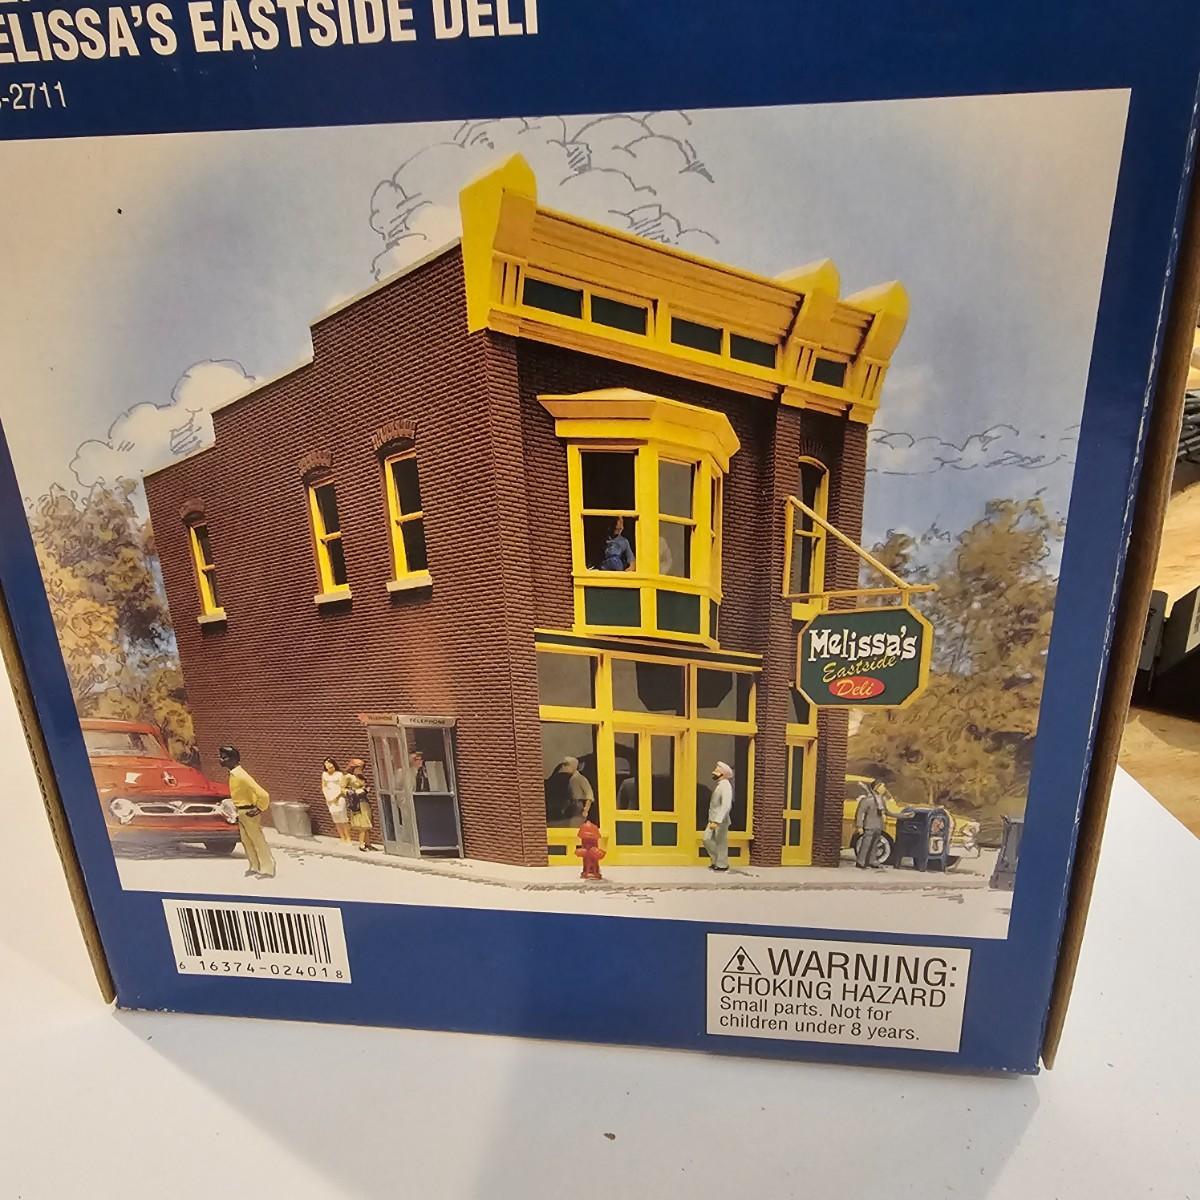 ELISSA'S EASTSIDE DELI
-2711
TELEPHONE TELEPHONE
Melissa's
Eastside
Deli
6 16374-02401 8
WARNING:
CHOKING HAZARD
Small parts. Not for
children under 8 years.